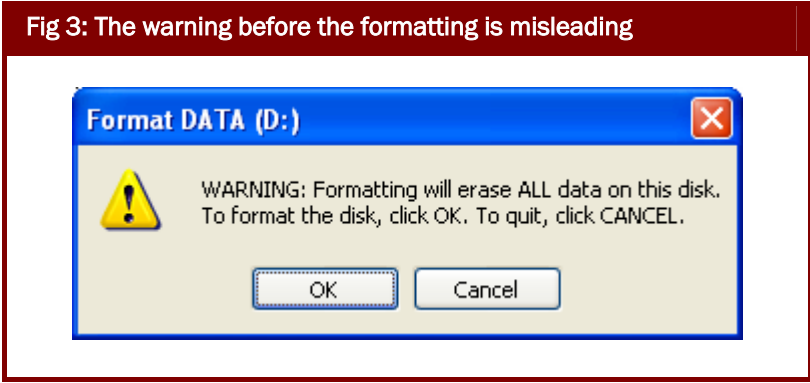 Fig 3: The warning before the formatting is misleading
Format DATA (D:)
WARNING: Formatting will erase ALL data on this disk.
To format the disk, click OK. To quit, click CANCEL.
OK Cancel